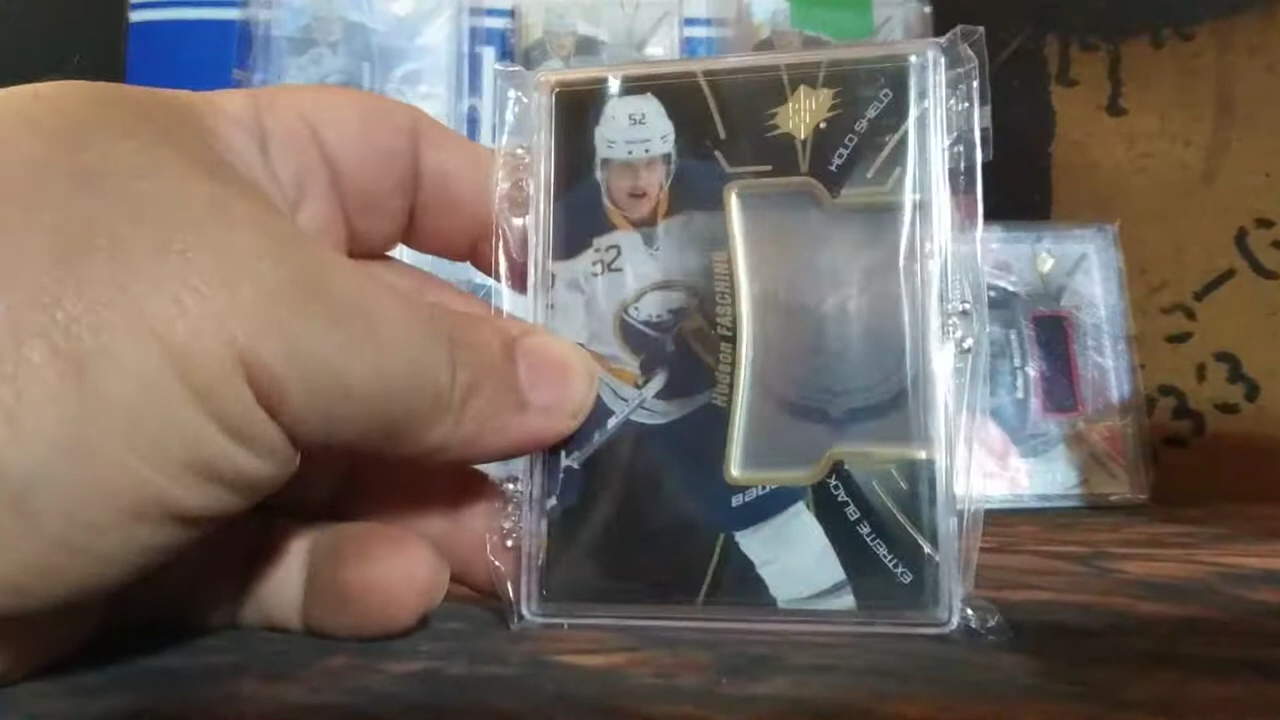 52
HOLO SHIELD
52
Hudson FASCHING
BAUER
EXTREME BLACK